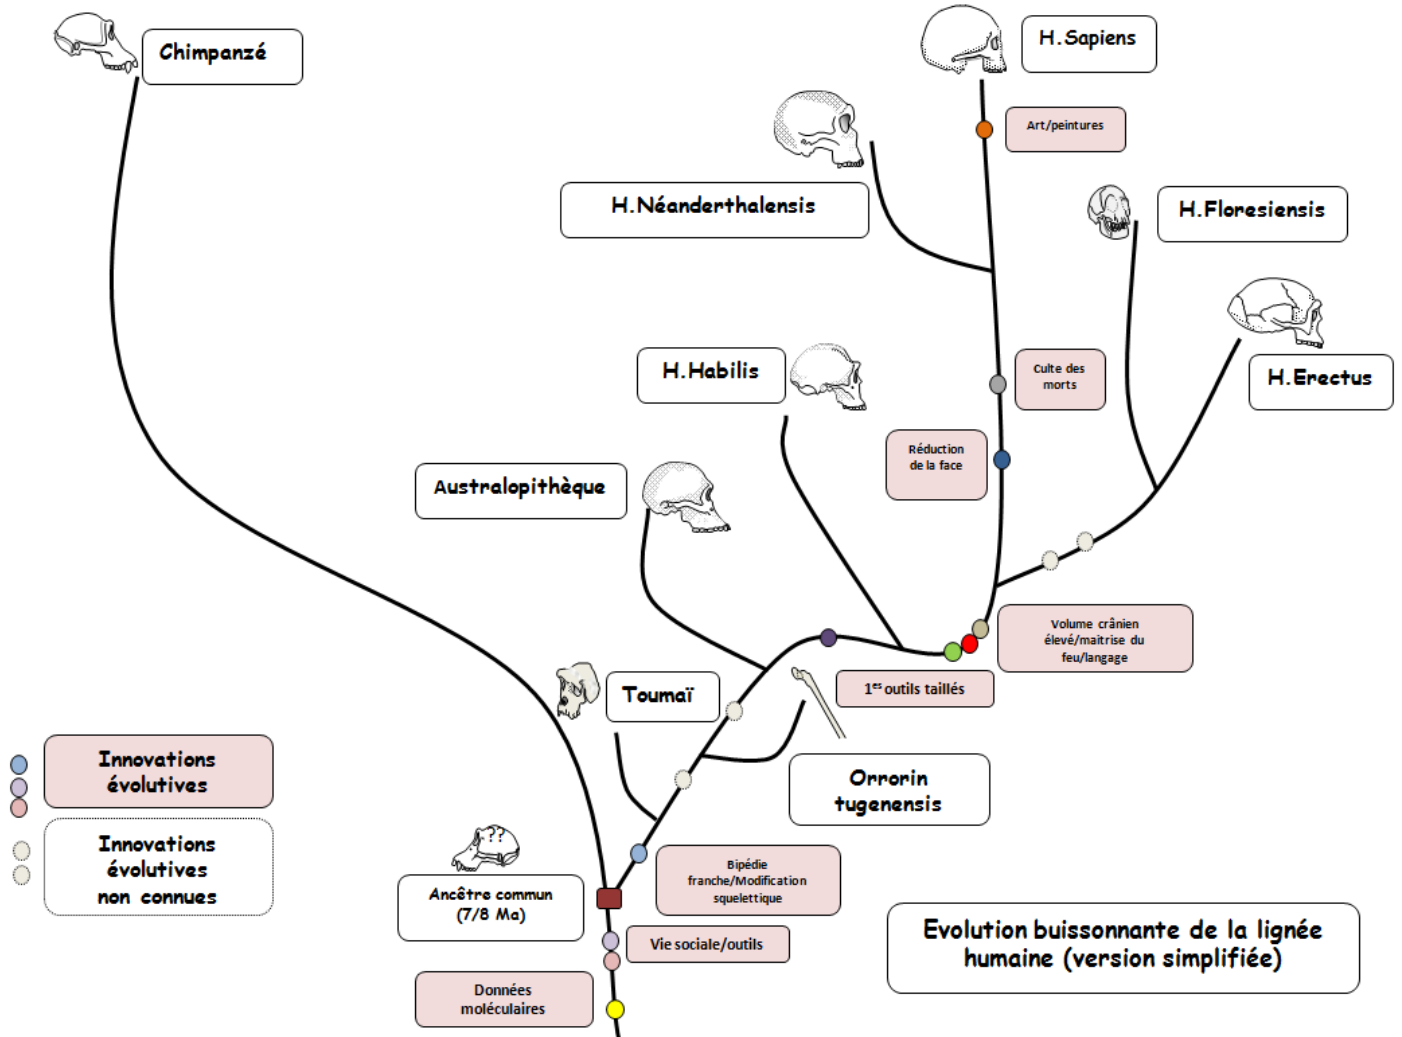 Chimpanzé
H.Sapiens
Art/peintures
H.Néanderthalensis
H.Floresiensis
H.Habilis
Culte des
morts
H.Erectus
Réduction
de la face
Australopithèque
Volume crânien
élevé/maitrise du
feu/langage
1es outils taillés
Toumaï
Orrorin
tugenensis
Innovations
évolutives
Innovations
évolutives
non connues
??
Ancêtre commun
(7/8 Ma)
Bipédie
franche/Modification
squelettique
Vie sociale/outils
Données
moléculaires
Evolution buissonnante de la lignée
humaine (version simplifiée)